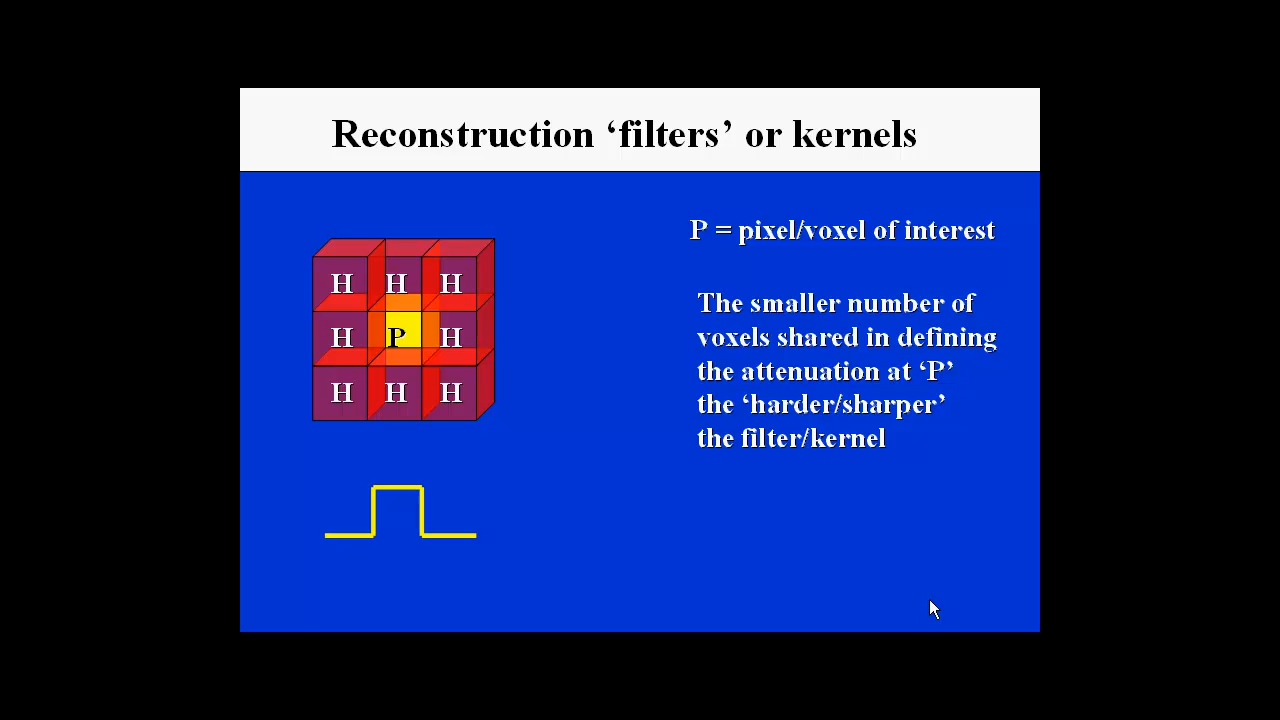 Reconstruction ‘filters’ or kernels
P = pixel/voxel of interest
H H H
H P H
H H H
The smaller number of
voxels shared in defining
the attenuation at ‘P’
the ‘harder/sharper’
the filter/kernel